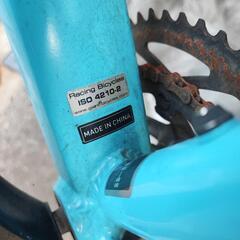 Racing Bicycles
ISO 4210-2
MADE IN CHINA